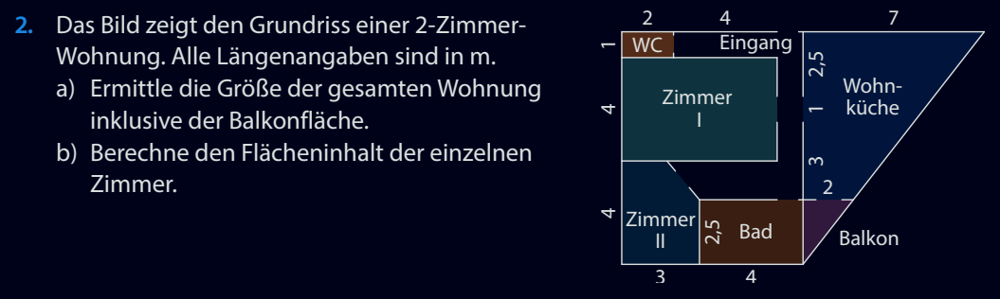 2. Das Bild zeigt den Grundriss einer 2-Zimmer-
Wohnung. Alle Längenangaben sind in m.
a) Ermittle die Größe der gesamten Wohnung
inklusive der Balkonfläche.
b) Berechne den Flächeninhalt der einzelnen
Zimmer.
2 4 7
1 WC Eingang
2,5
Wohn-
küche
4 Zimmer
I
1
3
2
4 Zimmer
II
2,5 Bad
Balkon
3 4